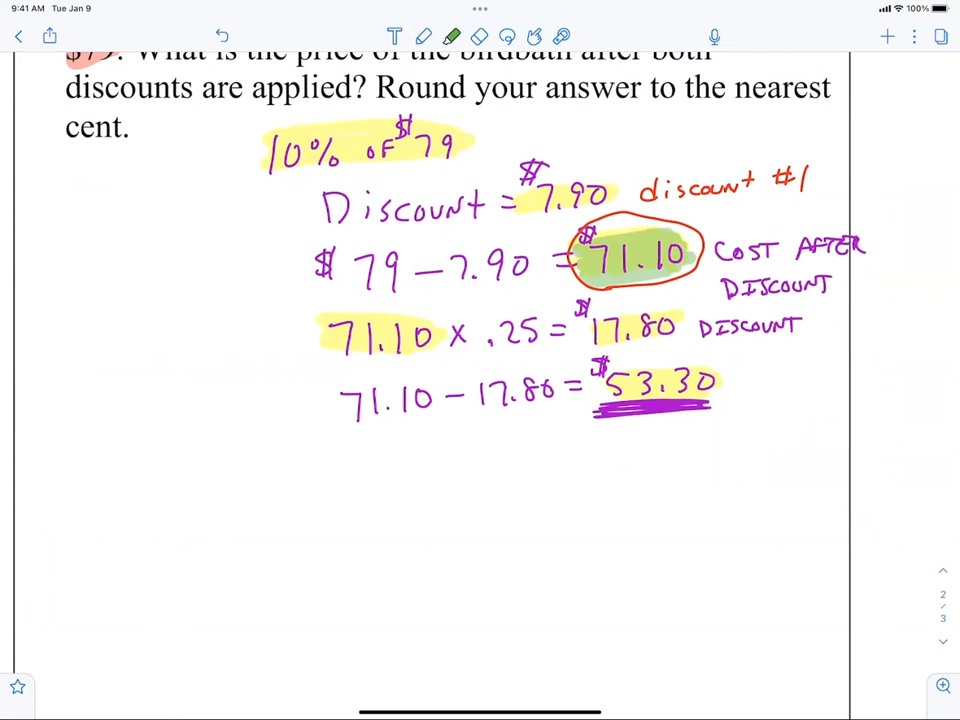 9:41 AM Tue Jan 9
100%
$79. What is the price of the birdbath after both
discounts are applied? Round your answer to the nearest
cent.
10% OF $79
Discount = $7.90 discount #1
$79 – 7.90 = $71.10 COST AFTER
DISCOUNT
71.10 x .25 = $17.80 DISCOUNT
71.10 – 17.80 = $53.30
2
/
3